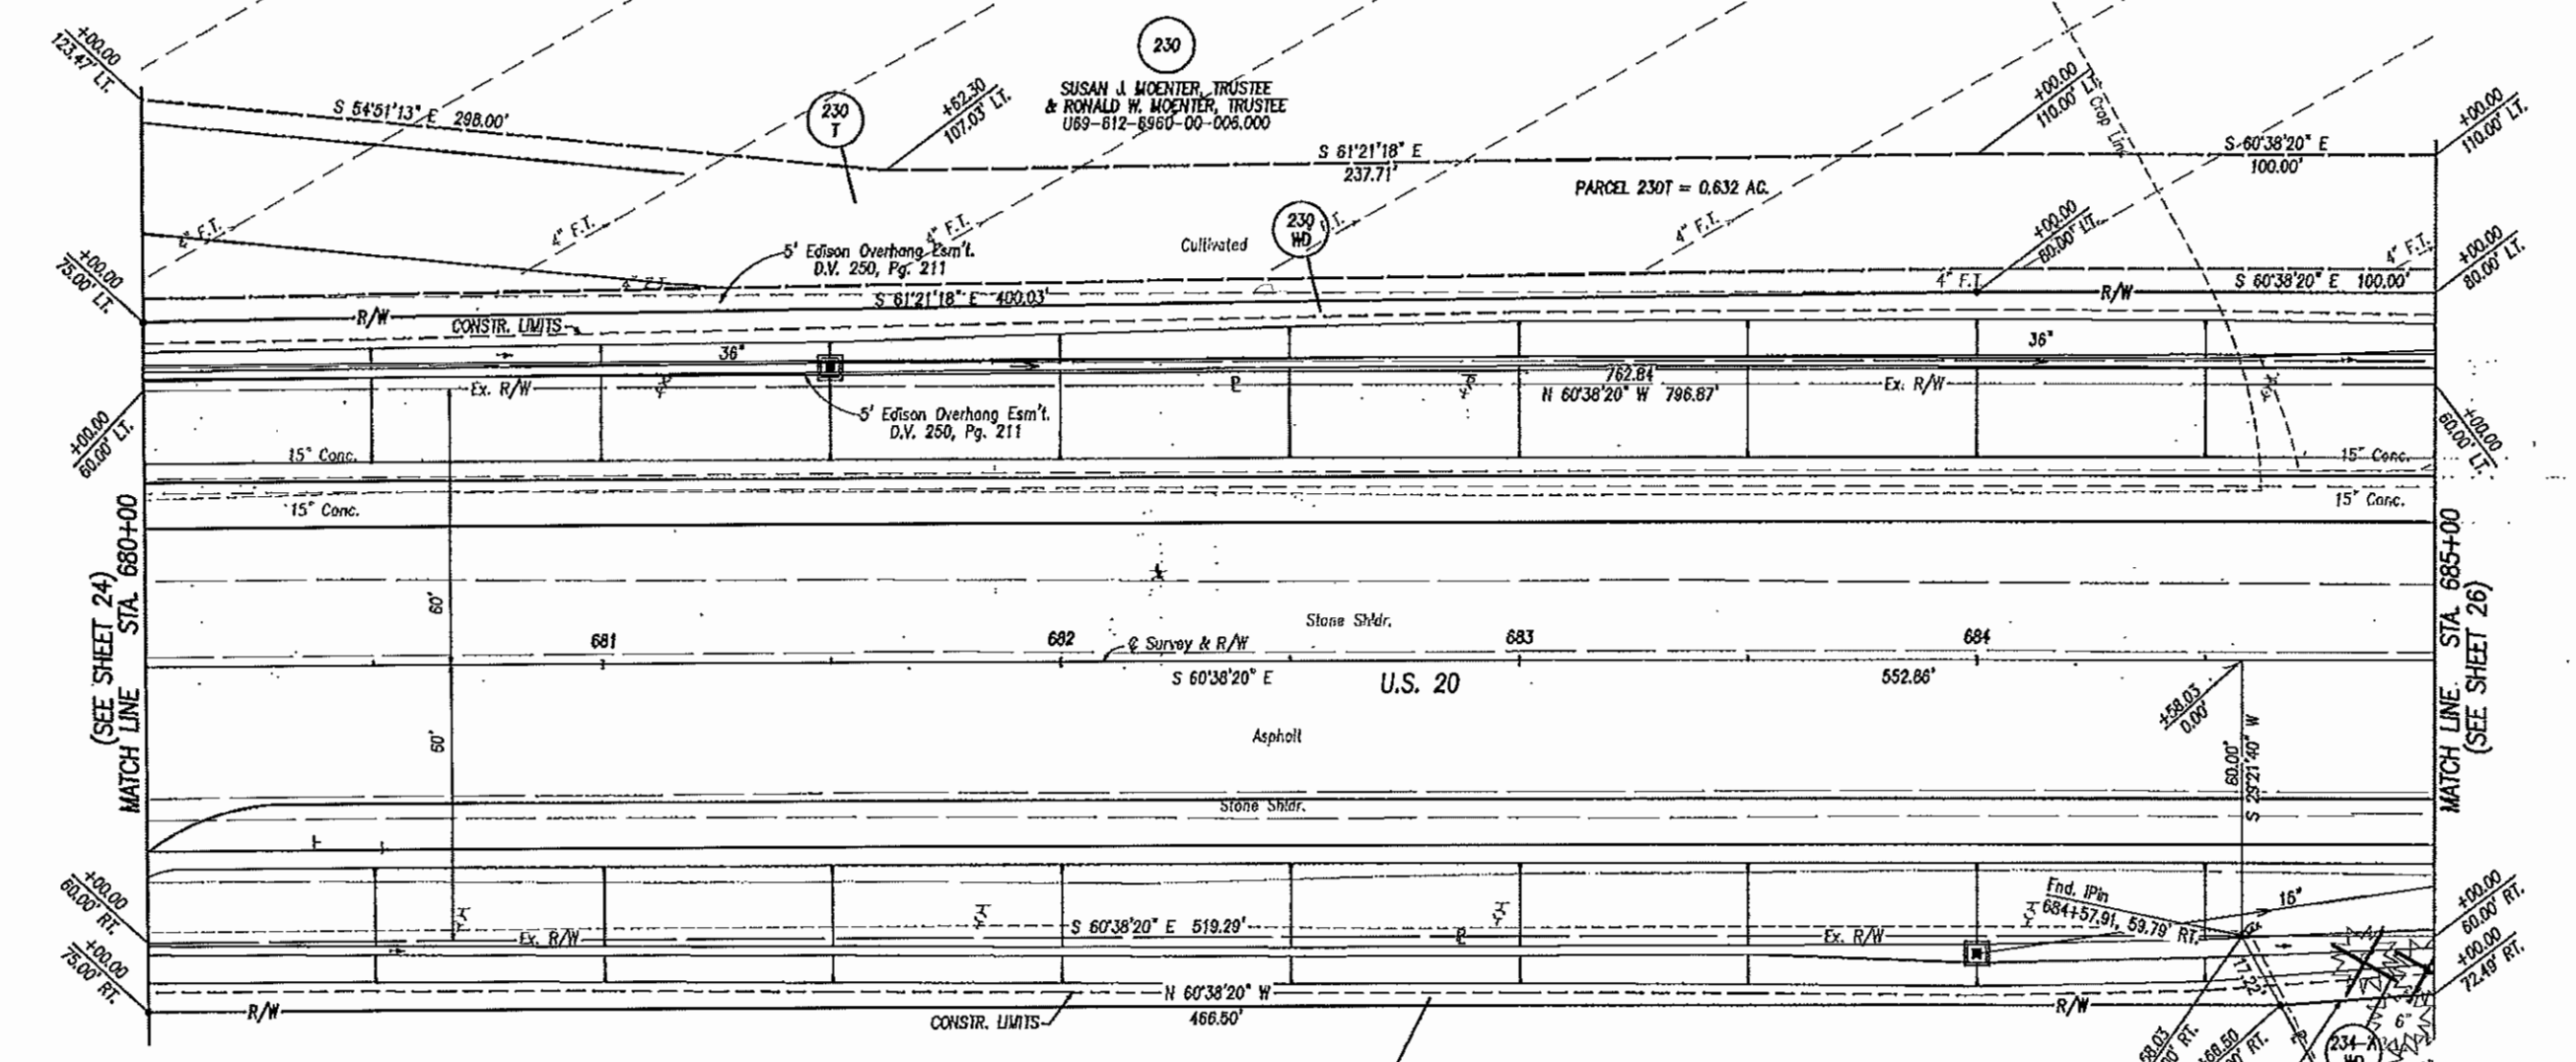 +00.00
123.47' LT.
S 54°51'13" E 298.00'
230
T
+62.30
107.03' LT.
230
SUSAN J. MOENTER, TRUSTEE
& RONALD W. MOENTER, TRUSTEE
U69-612-6960-00-006.000
S 61°21'18" E
237.71'
PARCEL 230T = 0.632 AC.
+00.00
110.00' LT.
Crop Line
S 60°38'20" E
100.00'
+00.00
110.00' LT.
4" F.T.
4" F.T.
4" F.T.
4" F.T.
4" F.T.
230
WD
Cultivated
5' Edison Overhang Esm't.
D.V. 250, Pg. 211
+00.00
80.00' LT.
+00.00
80.00' LT.
+00.00
75.00' LT.
4" F.T.
S 61°21'18" E 400.03'
4" F.T.
S 60°38'20" E 100.00'
R/W
R/W
CONSTR. LIMITS
36"
36"
Ex. R/W
762.84
N 60°38'20" W 796.87'
Ex. R/W
5' Edison Overhang Esm't.
D.V. 250, Pg. 211
+00.00
60.00' LT.
+00.00
60.00' LT.
15" Conc.
15" Conc.
15" Conc.
15" Conc.
(SEE SHEET 24)
MATCH LINE STA. 680+00
60'
Stone Shldr.
681
682
683
684
℄ Survey & R/W
S 60°38'20" E
U.S. 20
552.86'
+58.03
0.00'
60'
Asphalt
60.00'
S 29°21'40" W
MATCH LINE STA. 685+00
(SEE SHEET 26)
Stone Shldr.
+00.00
60.00' RT.
Fnd. IPin
684+57.91, 59.79' RT.
15"
+00.00
60.00' RT.
S 60°38'20" E 519.29'
Ex. R/W
Ex. R/W
+00.00
75.00' RT.
+00.00
72.49' RT.
17.22'
N 60°38'20" W
466.50'
R/W
R/W
CONSTR. LIMITS
6"
234-X
WD